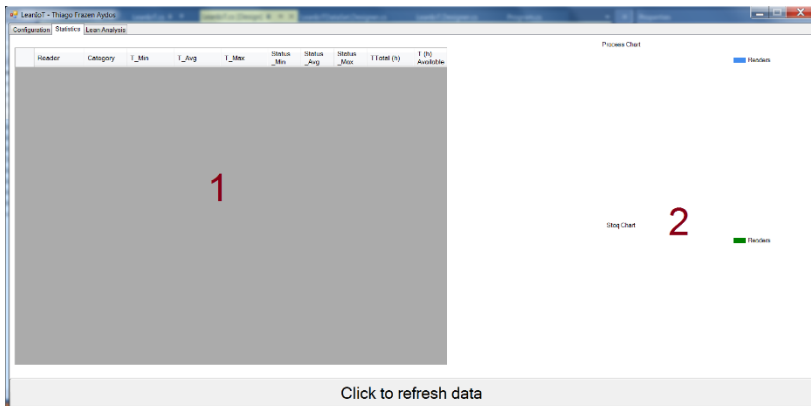 LeanIoT - Thiago Frazen Aydos
Configuration Statistics Lean Analysis
Reader Category T_Min T_Avg T_Max Status _Min Status _Avg Status _Max TTotal (h) T (h) Available
1
Process Chart
Readers
Stoq Chart
2
Readers
Click to refresh data